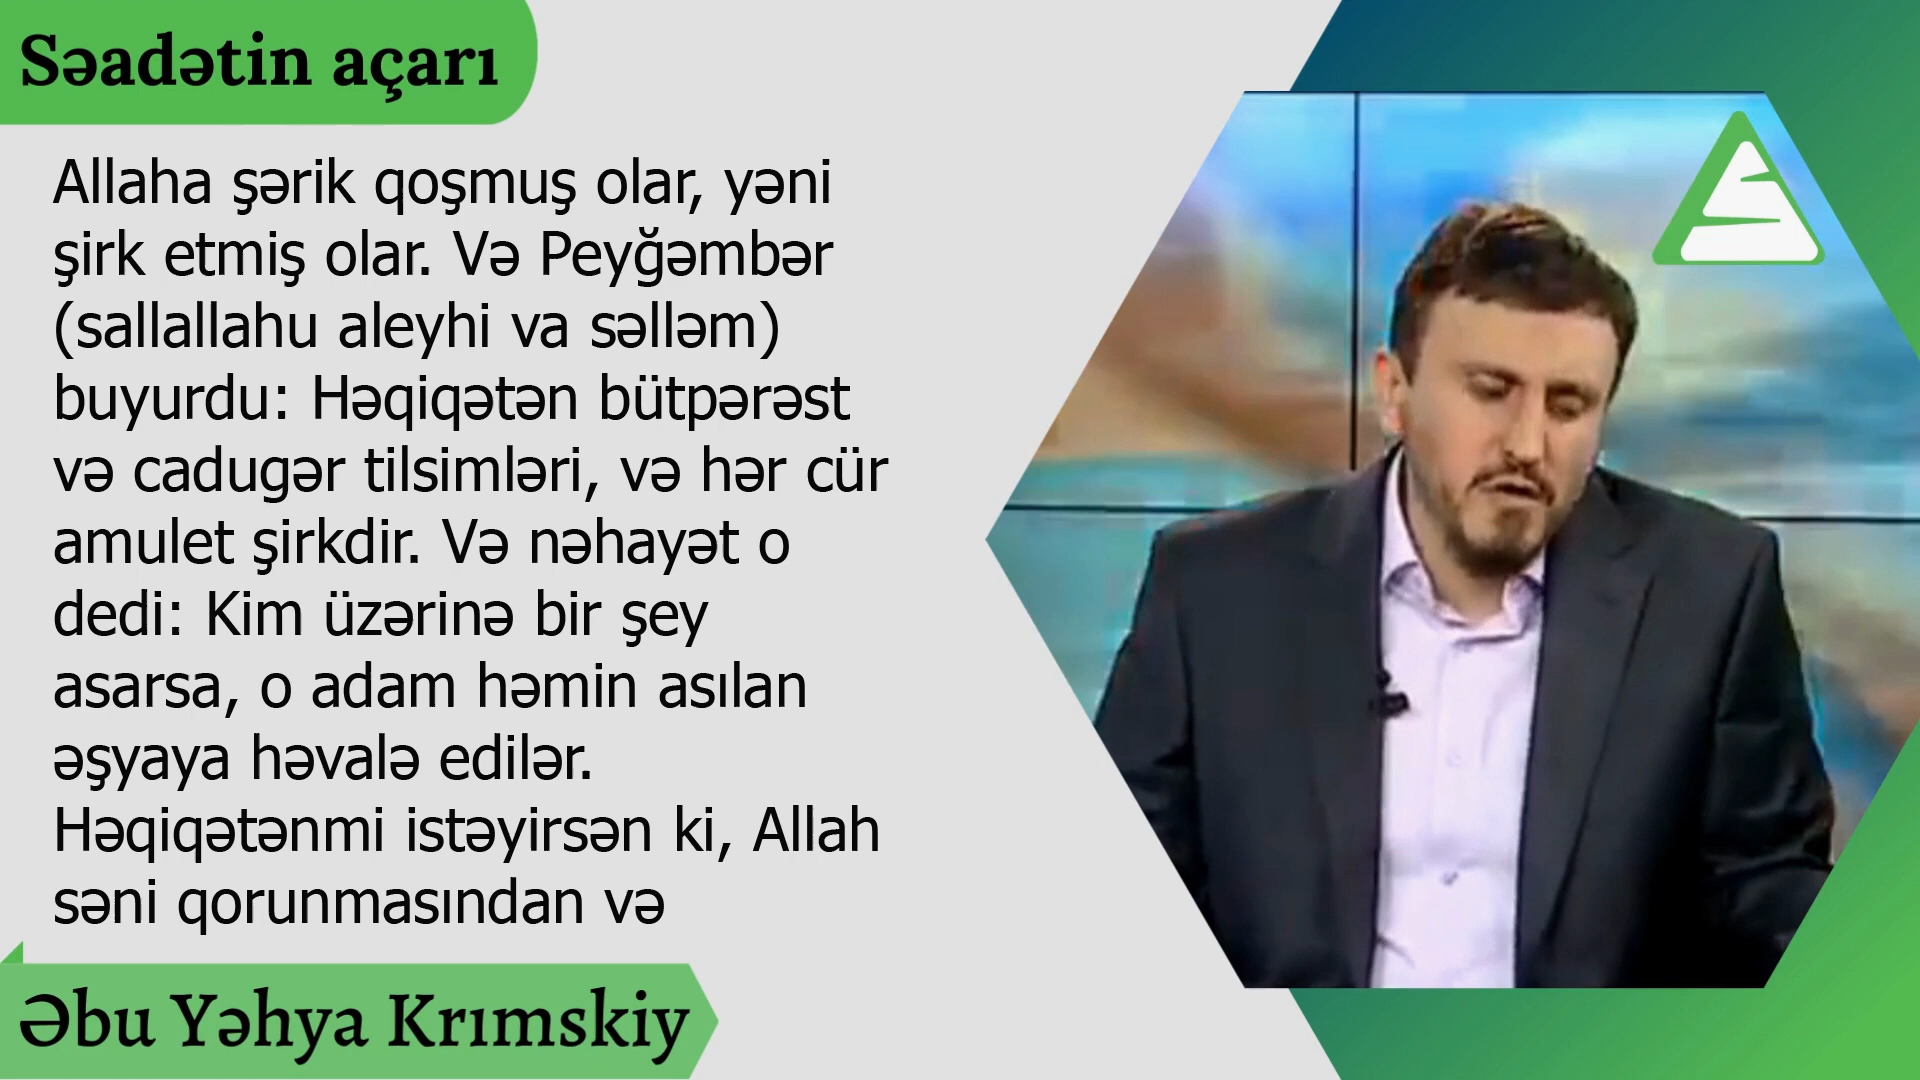 Səadətin açarı
Allaha şərik qoşmuş olar, yəni
şirk etmiş olar. Və Peyğəmbər
(sallallahu aleyhi va səlləm)
buyurdu: Həqiqətən bütpərəst
və cadugər tilsimləri, və hər cür
amulet şirkdir. Və nəhayət o
dedi: Kim üzərinə bir şey
asarsa, o adam həmin asılan
əşyaya həvalə edilər.
Həqiqətənmi istəyirsən ki, Allah
səni qorunmasından və
Əbu Yəhya Krımskiy